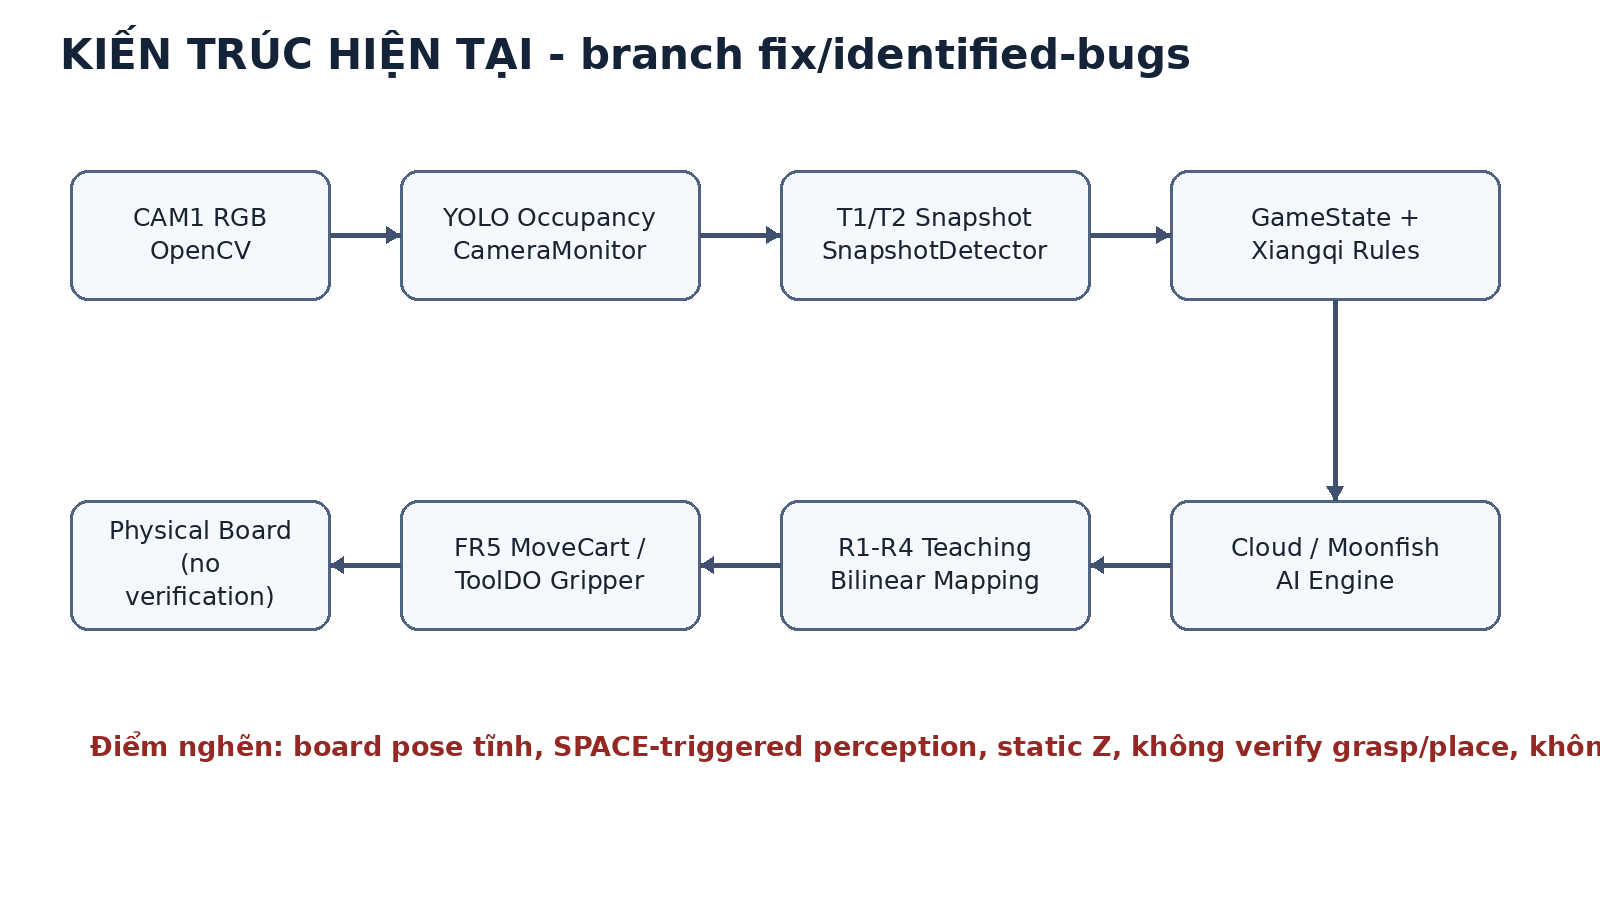 KIẾN TRÚC HIỆN TẠI - branch fix/identified-bugs
CAM1 RGB
OpenCV
YOLO Occupancy
CameraMonitor
T1/T2 Snapshot
SnapshotDetector
GameState +
Xiangqi Rules
Physical Board
(no
verification)
FR5 MoveCart /
ToolDO Gripper
R1-R4 Teaching
Bilinear Mapping
Cloud / Moonfish
AI Engine
Điểm nghẽn: board pose tĩnh, SPACE-triggered perception, static Z, không verify grasp/place,